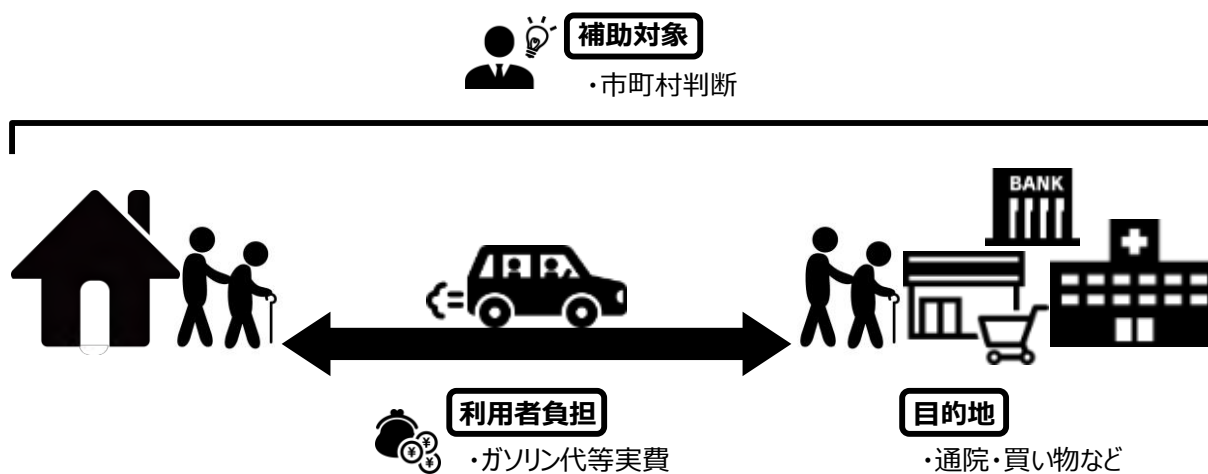 補助対象
・市町村判断
BANK
利用者負担
・ガソリン代等実費
目的地
・通院・買い物など